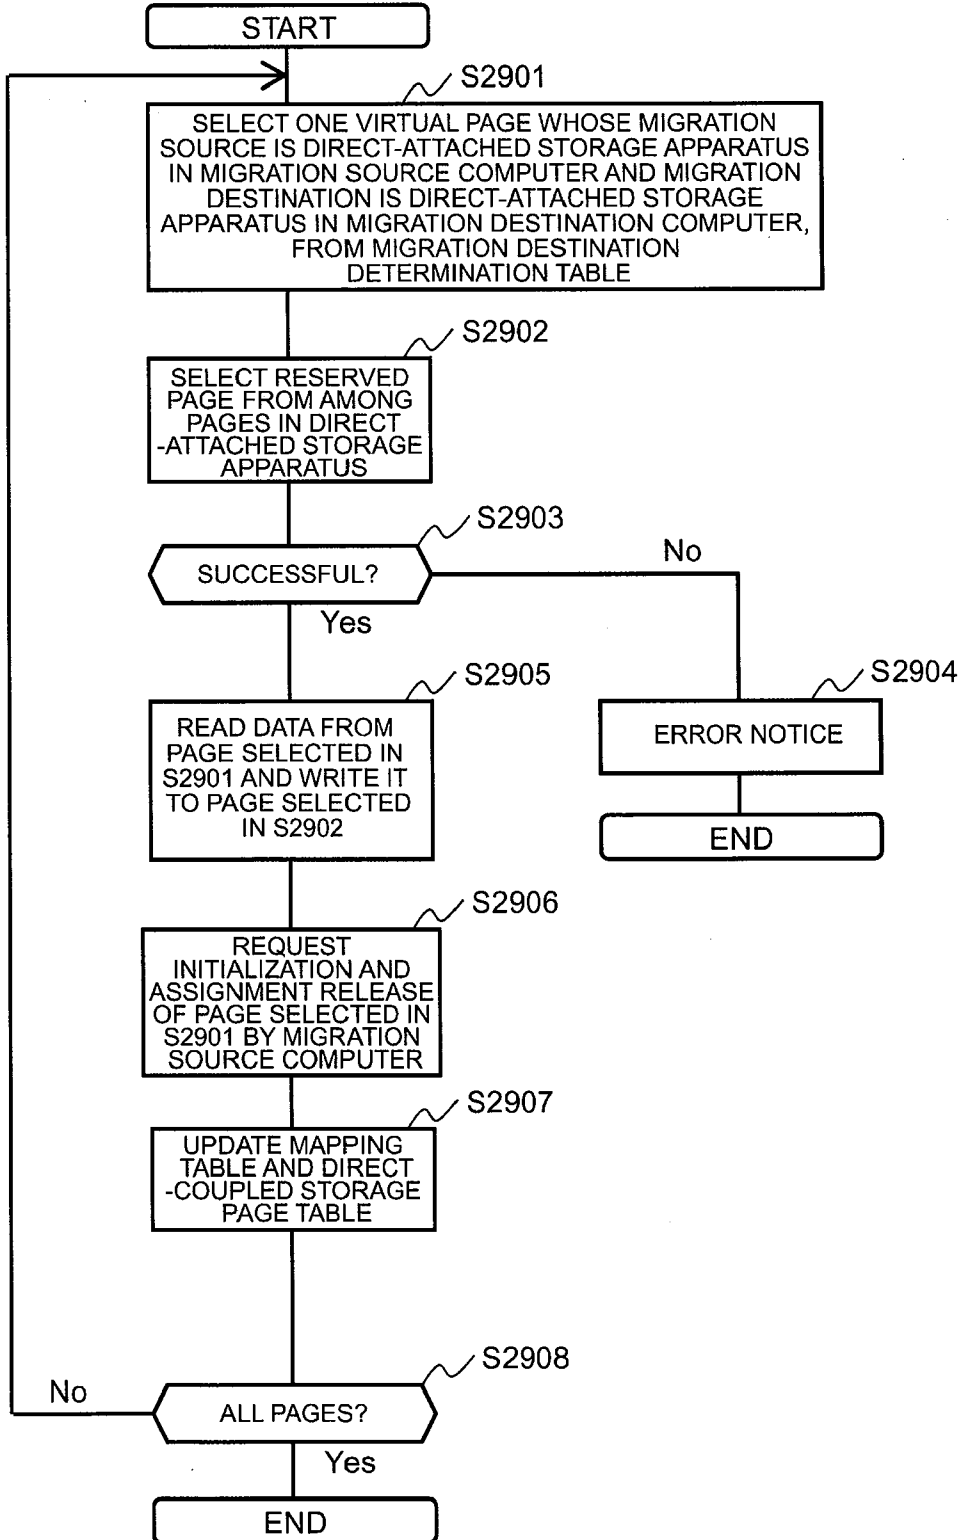 START
S2901
SELECT ONE VIRTUAL PAGE WHOSE MIGRATION
SOURCE IS DIRECT-ATTACHED STORAGE APPARATUS
IN MIGRATION SOURCE COMPUTER AND MIGRATION
DESTINATION IS DIRECT-ATTACHED STORAGE
APPARATUS IN MIGRATION DESTINATION COMPUTER,
FROM MIGRATION DESTINATION
DETERMINATION TABLE
S2902
SELECT RESERVED
PAGE FROM AMONG
PAGES IN DIRECT
-ATTACHED STORAGE
APPARATUS
S2903
SUCCESSFUL?
No
Yes
S2905
READ DATA FROM
PAGE SELECTED IN
S2901 AND WRITE IT
TO PAGE SELECTED
IN S2902
S2904
ERROR NOTICE
END
S2906
REQUEST
INITIALIZATION AND
ASSIGNMENT RELEASE
OF PAGE SELECTED IN
S2901 BY MIGRATION
SOURCE COMPUTER
S2907
UPDATE MAPPING
TABLE AND DIRECT
-COUPLED STORAGE
PAGE TABLE
S2908
ALL PAGES?
No
Yes
END